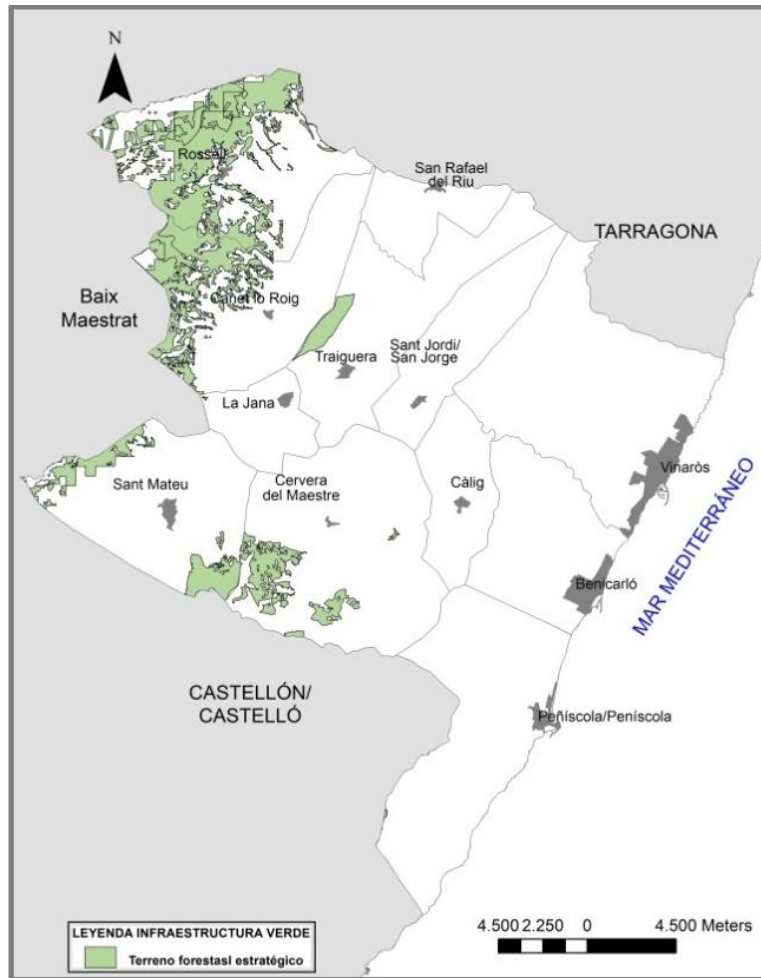 N
Rossell
San Rafael
del Riu
TARRAGONA
Baix
Maestrat
Canet lo Roig
Sant Jordi/
San Jorge
Traiguera
La Jana
Vinaròs
Sant Mateu
Cervera
del Maestre
Càlig
MAR MEDITERRÁNEO
Benicarló
CASTELLÓN/
CASTELLÓ
Peñíscola/Peníscola
4.500 2.250 0 4.500 Meters
LEYENDA INFRAESTRUCTURA VERDE
Terreno forestasl estratégico